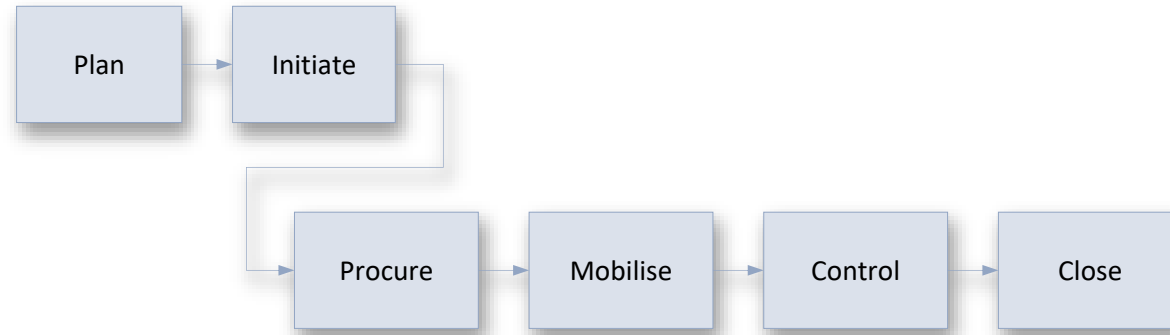 Plan
Initiate
Procure
Mobilise
Control
Close